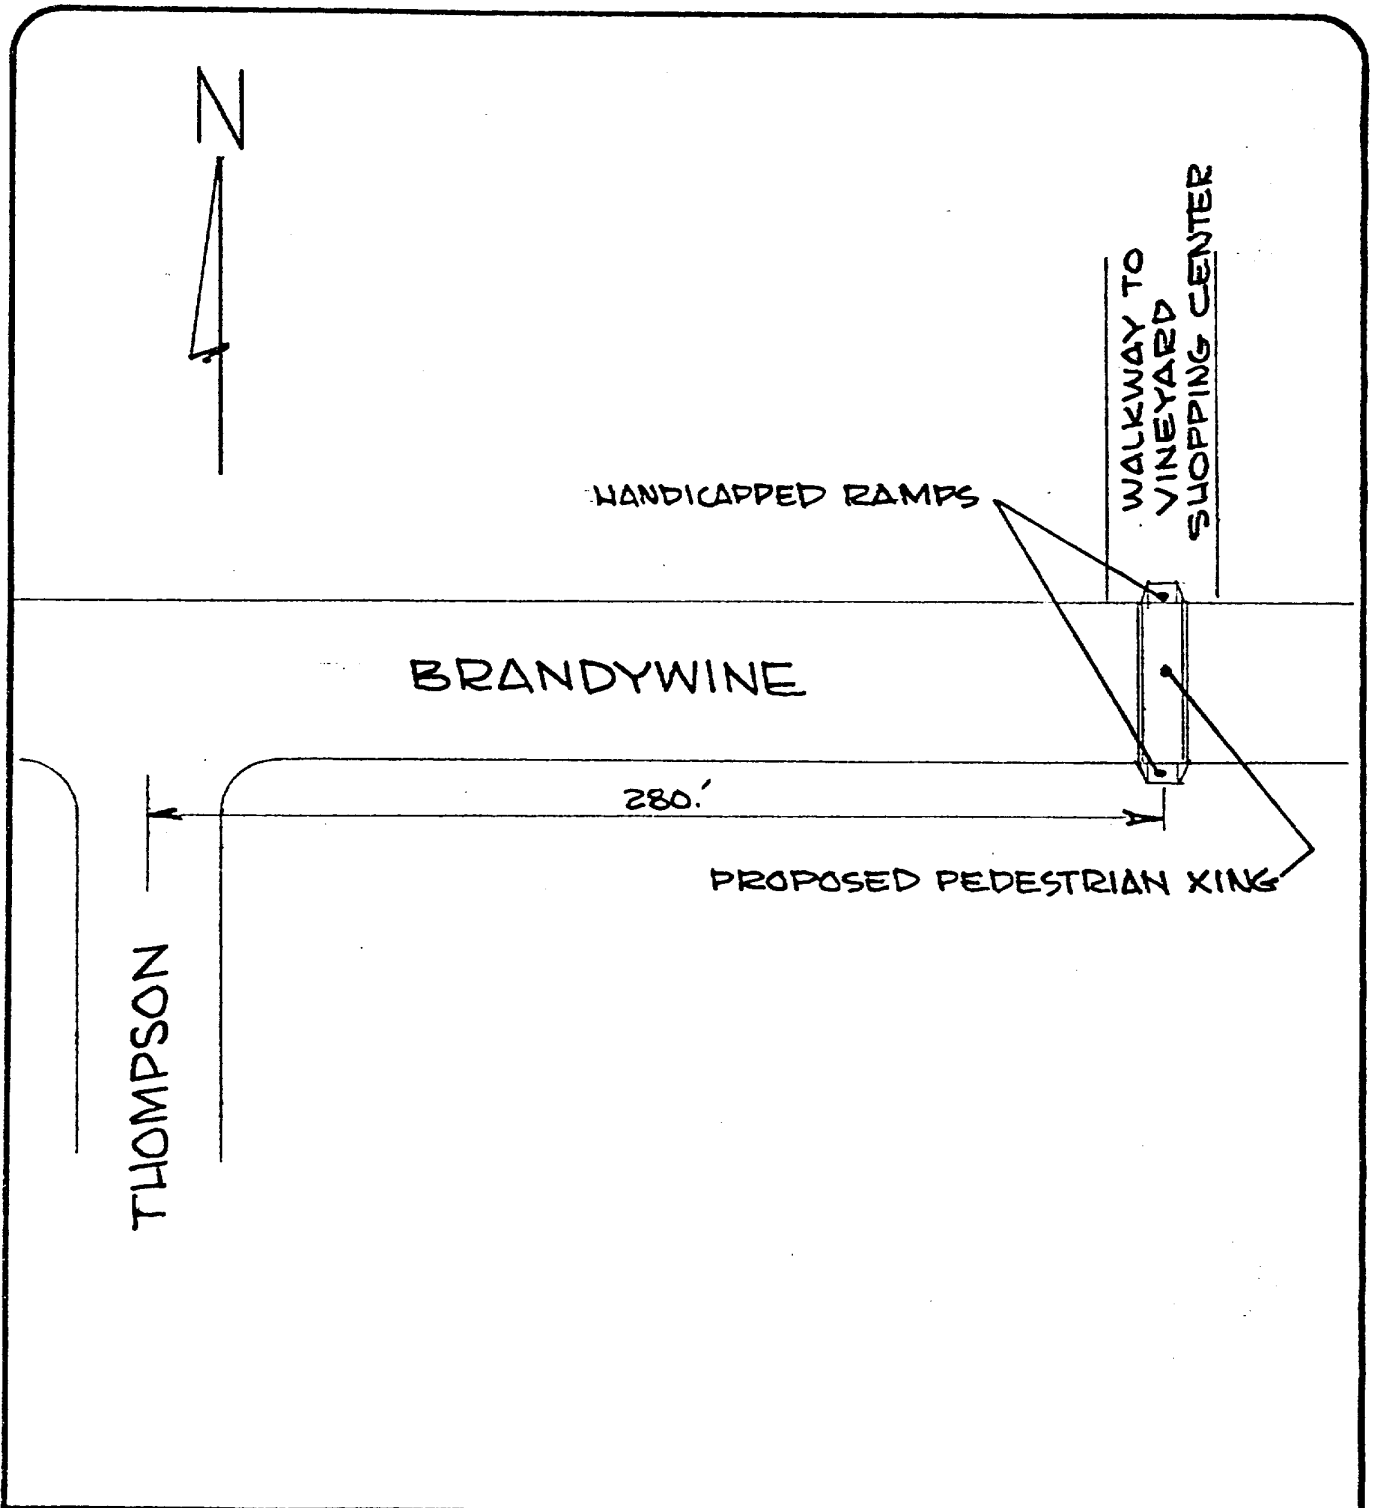 N
WALKWAY TO
VINEYARD
SHOPPING CENTER
HANDICAPPED RAMPS
BRANDYWINE
280.'
PROPOSED PEDESTRIAN XING
THOMPSON